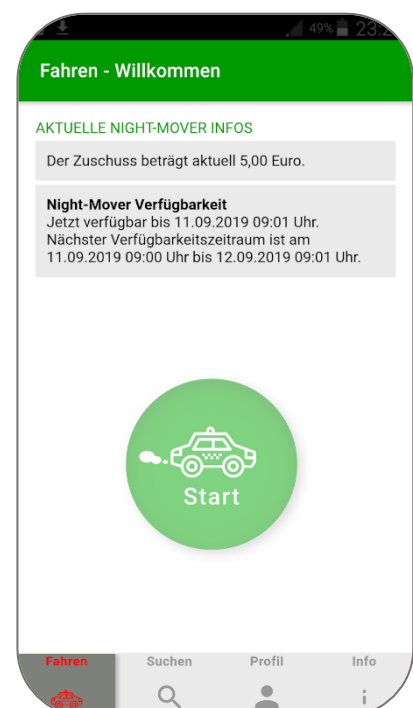 49%
Fahren - Willkommen
AKTUELLE NIGHT-MOVER INFOS
Der Zuschuss beträgt aktuell 5,00 Euro.
Night-Mover Verfügbarkeit
Jetzt verfügbar bis 11.09.2019 09:01 Uhr.
Nächster Verfügbarkeitszeitraum ist am
11.09.2019 09:00 Uhr bis 12.09.2019 09:01 Uhr.
Start
Fahren Suchen Profil Info